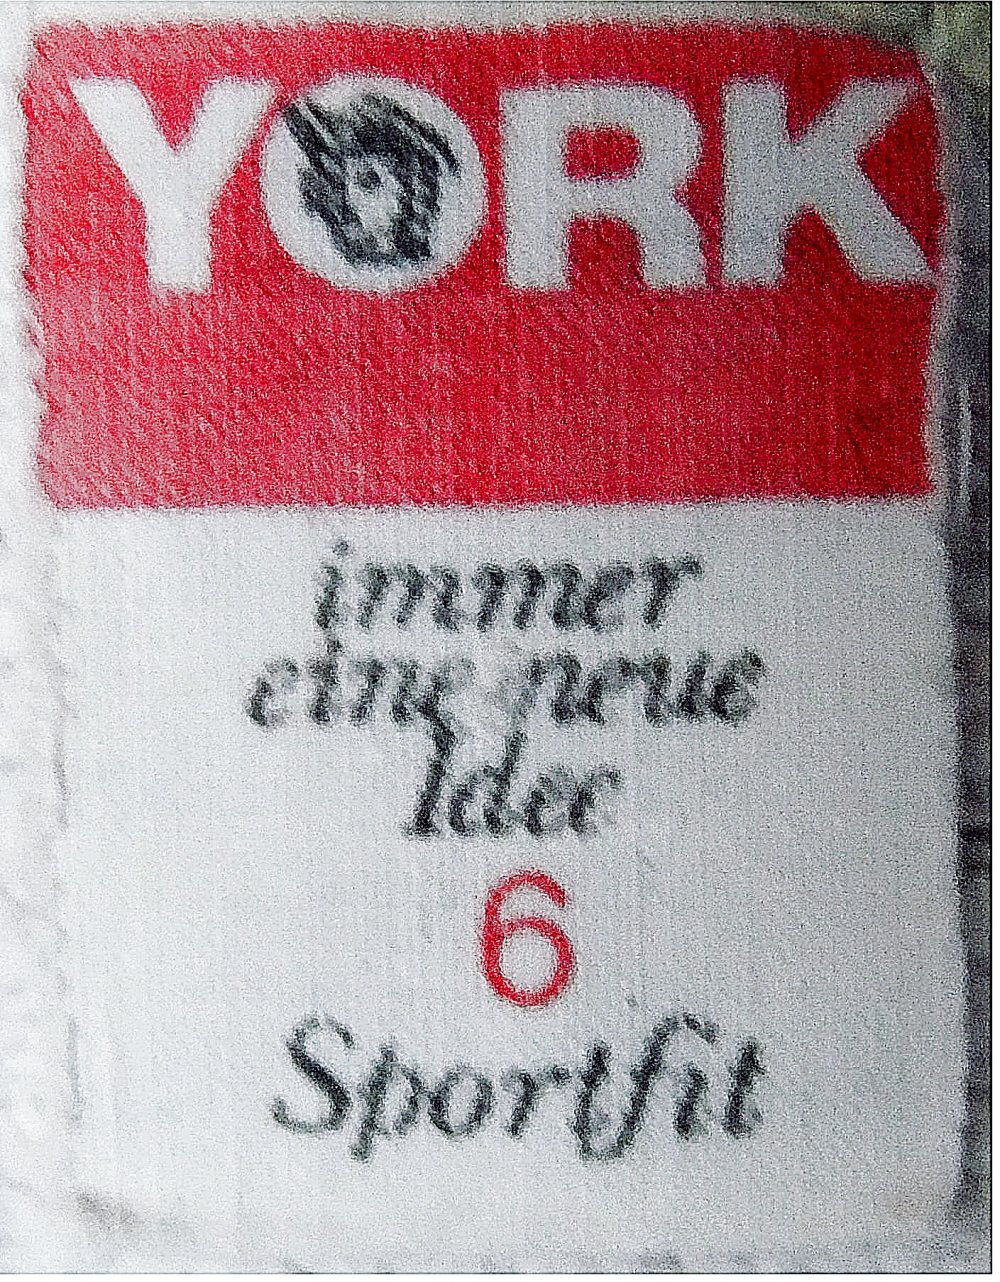 YORK
immer
eine neue
Idee
6
Sportfit